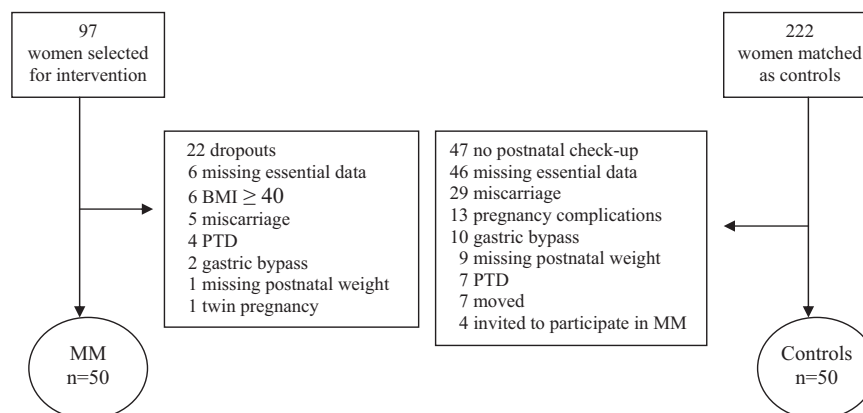 97
women selected
for intervention
222
women matched
as controls
22 dropouts
6 missing essential data
6 BMI ≥ 40
5 miscarriage
4 PTD
2 gastric bypass
1 missing postnatal weight
1 twin pregnancy
47 no postnatal check-up
46 missing essential data
29 miscarriage
13 pregnancy complications
10 gastric bypass
9 missing postnatal weight
7 PTD
7 moved
4 invited to participate in MM
MM
n=50
Controls
n=50